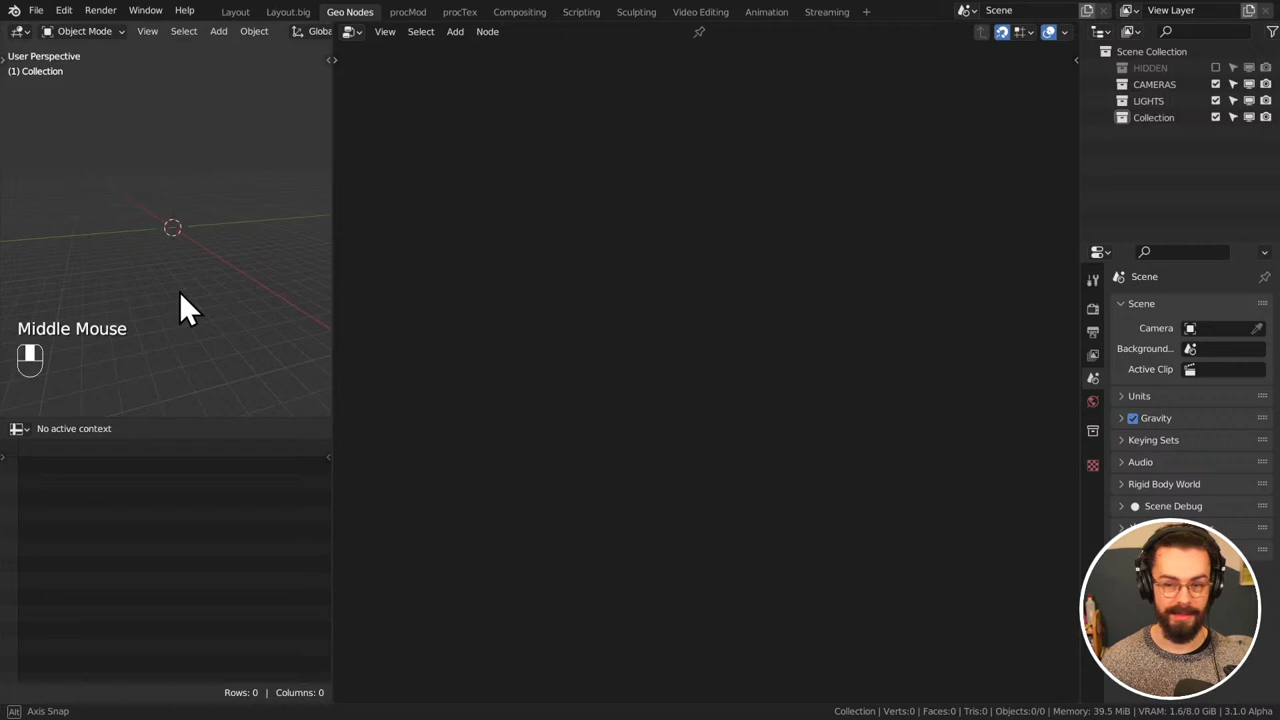 File Edit Render Window Help Layout Layout.big Geo Nodes procMod procTex Compositing Scripting Sculpting Video Editing Animation Streaming + Scene View Layer
Object Mode View Select Add Object Globa View Select Add Node
User Perspective
(1) Collection
Scene Collection
HIDDEN
CAMERAS
LIGHTS
Collection
Scene
Scene
Camera
Background...
Active Clip
Units
Gravity
Keying Sets
Audio
Rigid Body World
Scene Debug
Middle Mouse
No active context
Rows: 0 | Columns: 0
Alt Axis Snap
Collection | Verts:0 | Faces:0 | Tris:0 | Objects:0/0 | Memory: 39.5 MiB | VRAM: 1.6/8.0 GiB | 3.1.0 Alpha